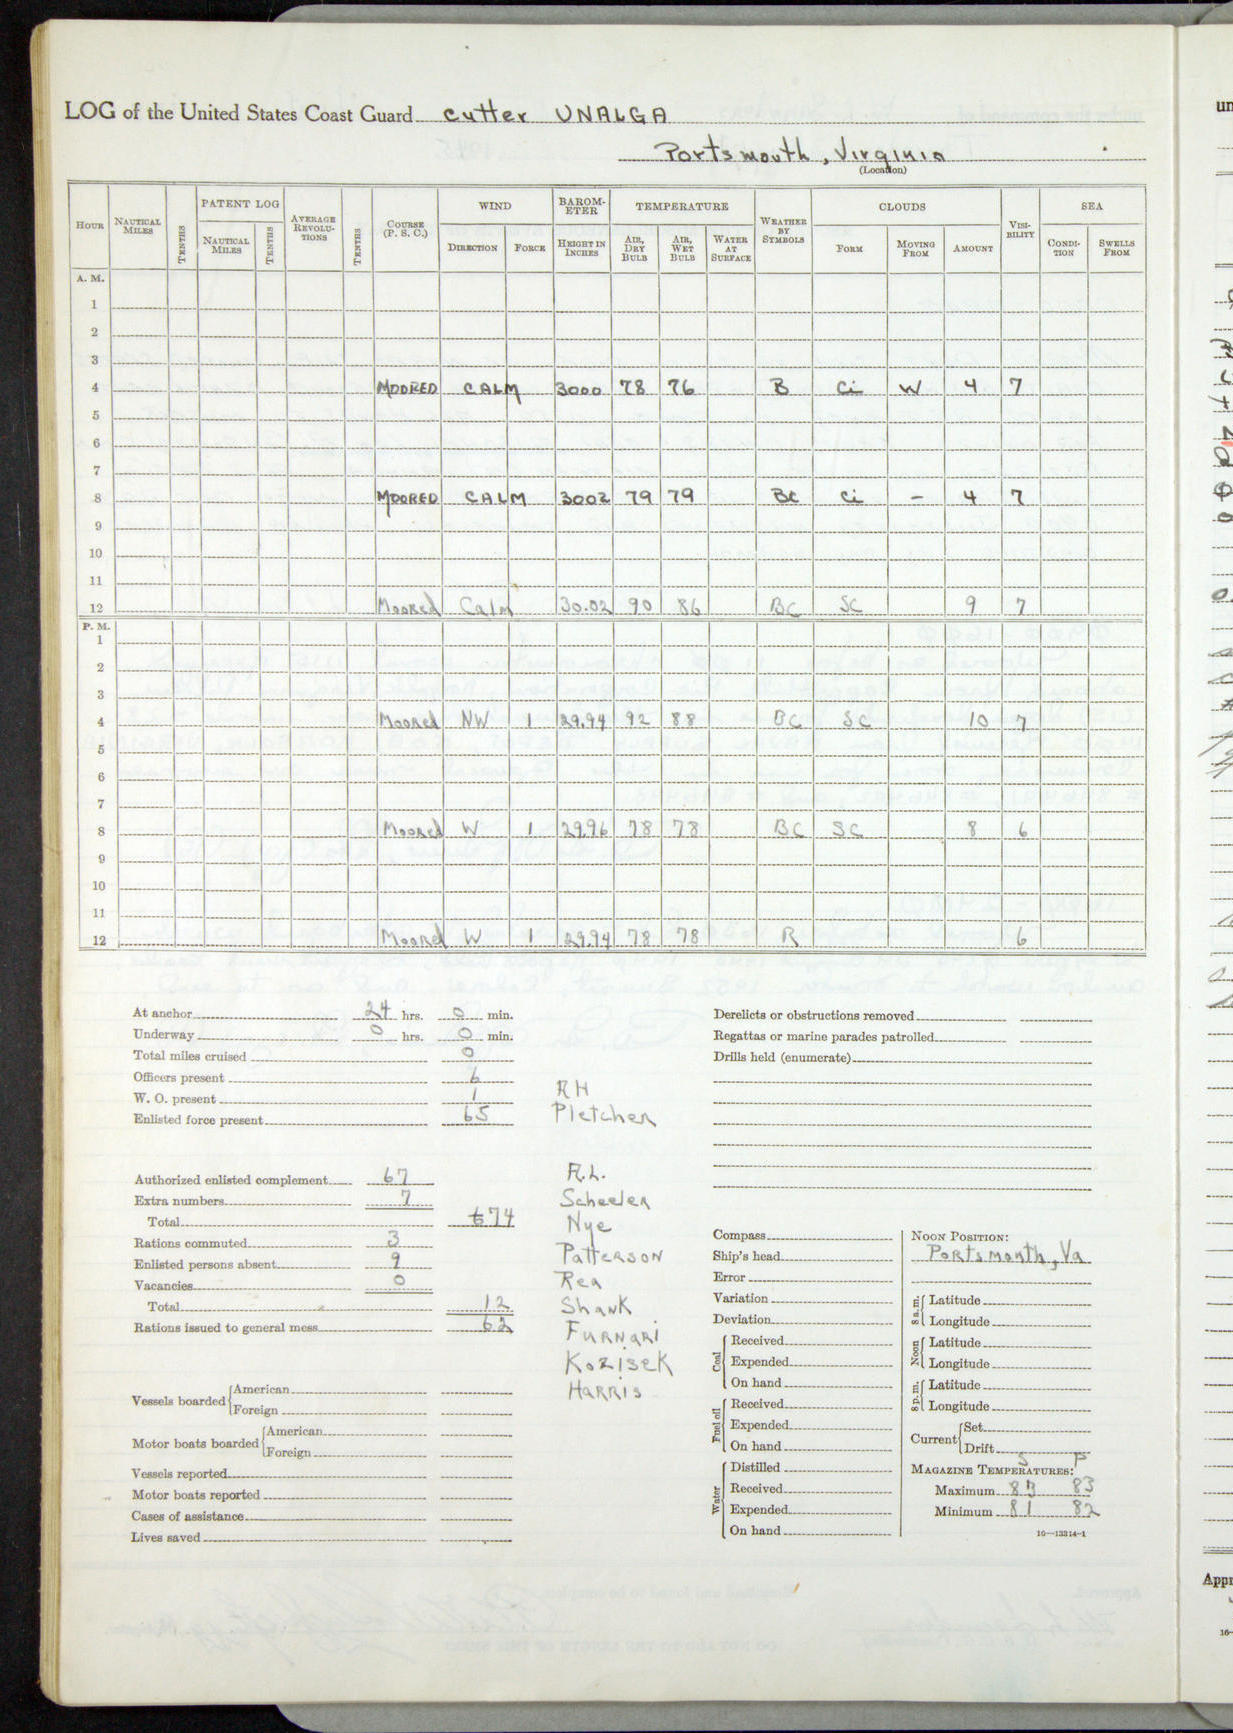 LOG of the United States Coast Guard Cutter UNALGA
Portsmouth, Virginia
(Location)
HOUR NAUTICAL MILES TENTHS PATENT LOG NAUTICAL MILES TENTHS AVERAGE REVOLU-TIONS TENTHS COURSE (P. S. C.) WIND DIRECTION FORCE BAROM-ETER HEIGHT IN INCHES TEMPERATURE AIR, DRY BULB AIR, WET BULB WATER AT SURFACE WEATHER BY SYMBOLS CLOUDS FORM MOVING FROM AMOUNT VISI-BILITY SEA CONDI-TION SWELLS FROM
A. M.
1
2
3
4 MOORED CALM 3000 78 76 B Ci W 4 7
5
6
7
8 MOORED CALM 3002 79 79 BC Ci - 4 7
9
10
11
12 Moored Calm 30.02 90 86 BC SC 9 7
P. M.
1
2
3
4 Moored NW 1 29.94 92 88 BC SC 10 7
5
6
7
8 Moored W 1 29.96 78 78 BC SC 8 6
9
10
11
12 Moored W 1 29.94 78 78 R 6
At anchor 24 hrs. 0 min.
Underway 0 hrs. 0 min.
Total miles cruised 0
Officers present 6
W. O. present 1
Enlisted force present 65
Authorized enlisted complement 67
Extra numbers 7
Total 74
Rations commuted 3
Enlisted persons absent 9
Vacancies 0
Total 12
Rations issued to general mess 62
Vessels boarded American
Foreign
Motor boats boarded American
Foreign
Vessels reported
Motor boats reported
Cases of assistance
Lives saved
RH
Pletcher
R.L.
Scheeler
Nye
Patterson
Rea
Shank
Furnari
Kozisek
Harris
Derelicts or obstructions removed
Regattas or marine parades patrolled
Drills held (enumerate)
Compass
Ship's head
Error
Variation
Deviation
Coal Received
Expended
On hand
Fuel oil Received
Expended
On hand
Water Distilled
Received
Expended
On hand
NOON POSITION:
Portsmouth, Va
8 a.m. Latitude
Longitude
Noon Latitude
Longitude
8 p.m. Latitude
Longitude
Current Set
Drift
S P
MAGAZINE TEMPERATURES:
Maximum 83 83
Minimum 81 82
16—13314-1